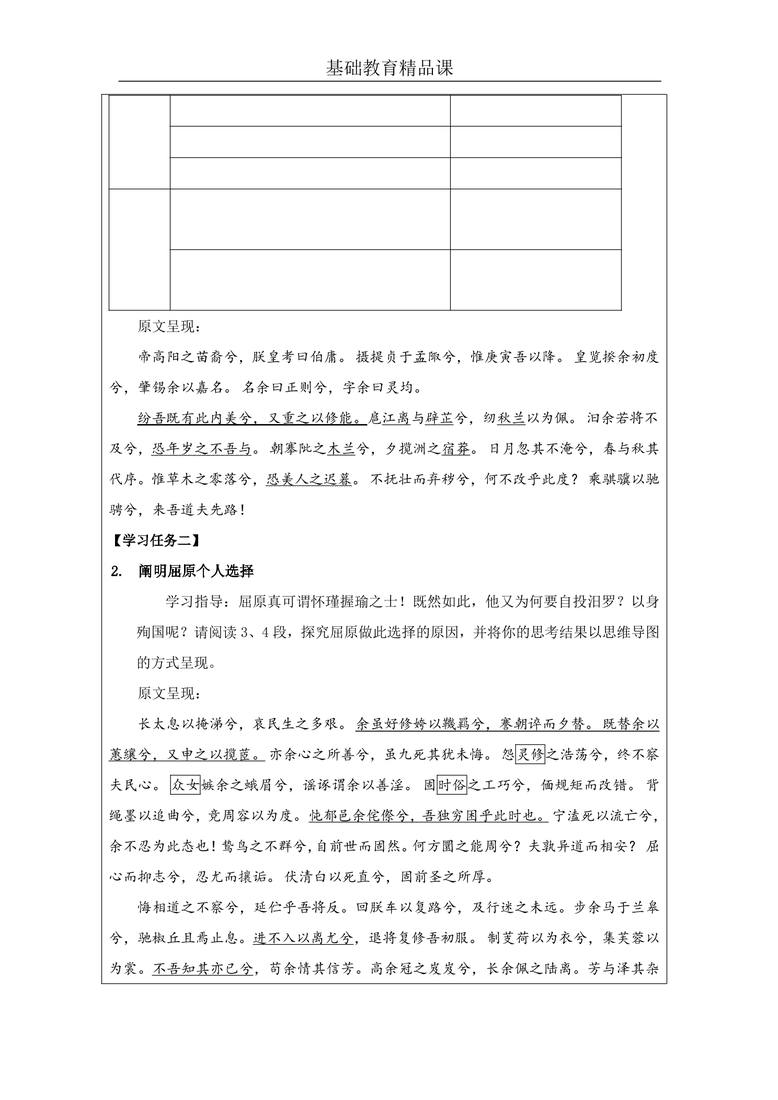 基础教育精品课
原文呈现：
帝高阳之苗裔兮，朕皇考曰伯庸。 摄提贞于孟陬兮，惟庚寅吾以降。 皇览揆余初度
兮，肇锡余以嘉名。 名余曰正则兮，字余曰灵均。
纷吾既有此内美兮，又重之以修能。扈江离与辟芷兮，纫秋兰以为佩。 汩余若将不
及兮，恐年岁之不吾与。 朝搴阰之木兰兮，夕揽洲之宿莽。 日月忽其不淹兮，春与秋其
代序。惟草木之零落兮，恐美人之迟暮。 不抚壮而弃秽兮，何不改乎此度？ 乘骐骥以驰
骋兮，来吾道夫先路！
【学习任务二】
2. 阐明屈原个人选择
学习指导：屈原真可谓怀瑾握瑜之士！既然如此，他又为何要自投汨罗？以身
殉国呢？请阅读 3、4 段，探究屈原做此选择的原因，并将你的思考结果以思维导图
的方式呈现。
原文呈现：
长太息以掩涕兮，哀民生之多艰。 余虽好修姱以鞿羁兮，謇朝谇而夕替。 既替余以
蕙纕兮，又申之以揽茝。 亦余心之所善兮，虽九死其犹未悔。 怨灵修之浩荡兮，终不察
夫民心。 众女嫉余之蛾眉兮，谣诼谓余以善淫。 固时俗之工巧兮，偭规矩而改错。 背
绳墨以追曲兮，竞周容以为度。 忳郁邑余侘傺兮，吾独穷困乎此时也。 宁溘死以流亡兮，
余不忍为此态也！鸷鸟之不群兮，自前世而固然。何方圜之能周兮？夫孰异道而相安？ 屈
心而抑志兮，忍尤而攘诟。 伏清白以死直兮，固前圣之所厚。
悔相道之不察兮，延伫乎吾将反。回朕车以复路兮，及行迷之未远。步余马于兰皋
兮，驰椒丘且焉止息。进不入以离尤兮，退将复修吾初服。 制芰荷以为衣兮，集芙蓉以
为裳。不吾知其亦已兮，苟余情其信芳。高余冠之岌岌兮，长余佩之陆离。芳与泽其杂